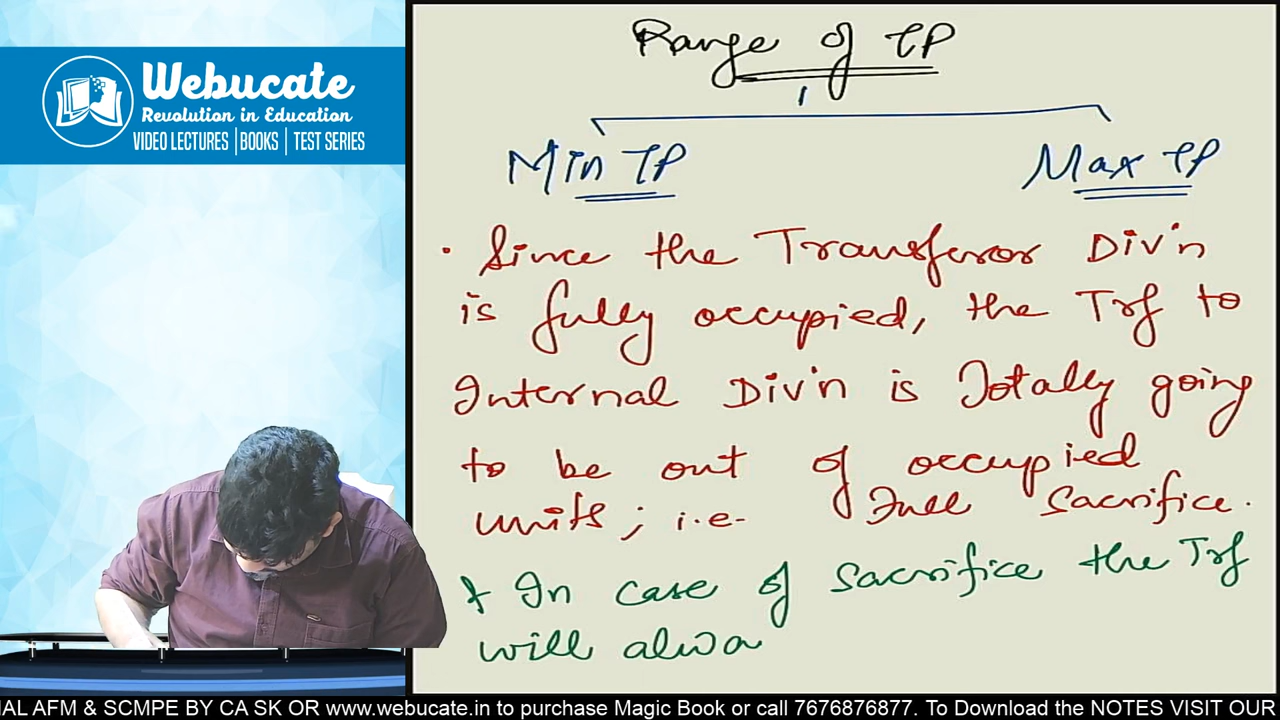 Webucate
Revolution in Education
VIDEO LECTURES | BOOKS | TEST SERIES
Range of TP
Min TP Max TP
· Since the Transferor Div'n
is fully occupied, the Trf to
Internal Div'n is Totally going
to be out of occupied
units; i.e. Full Sacrifice.
* In case of Sacrifice the Trf
will alwa
IAL AFM & SCMPE BY CA SK OR www.webucate.in to purchase Magic Book or call 7676876877. To Download the NOTES VISIT OUR